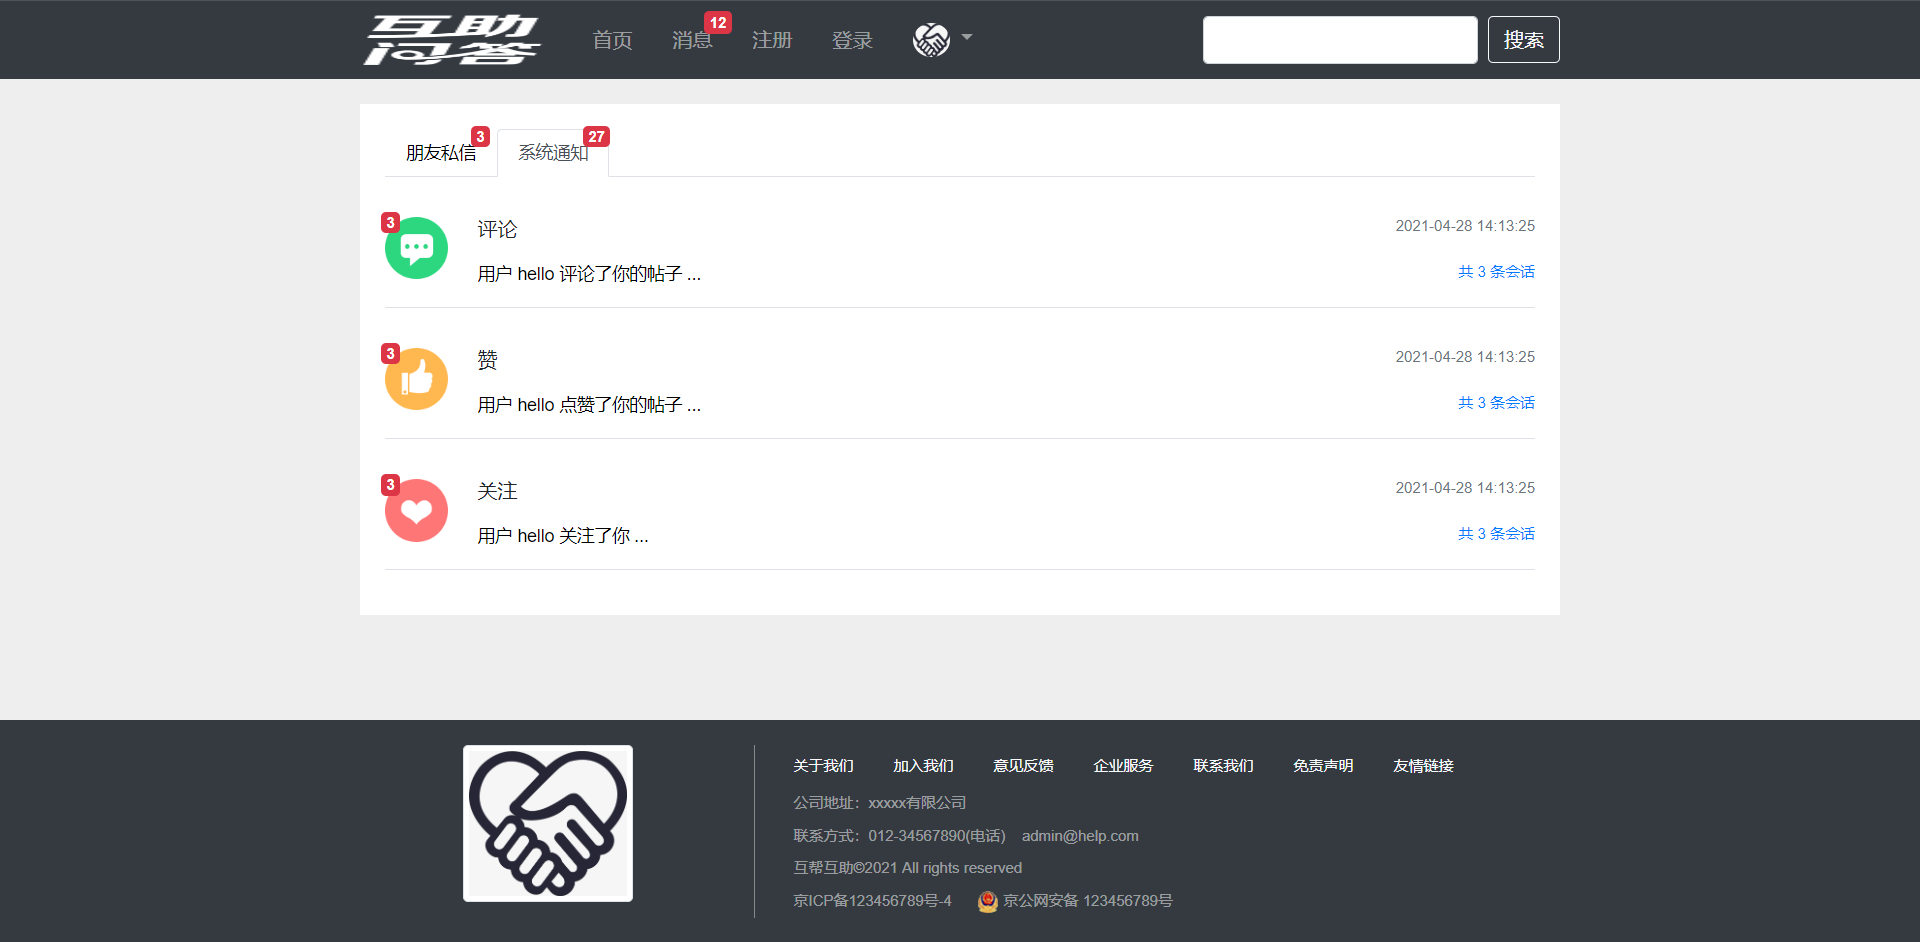 互助
问答
首页 消息 12 注册 登录 搜索
朋友私信 3 系统通知 27
3 评论 2021-04-28 14:13:25
用户 hello 评论了你的帖子 ... 共 3 条会话
3 赞 2021-04-28 14:13:25
用户 hello 点赞了你的帖子 ... 共 3 条会话
3 关注 2021-04-28 14:13:25
用户 hello 关注了你 ... 共 3 条会话
关于我们 加入我们 意见反馈 企业服务 联系我们 免责声明 友情链接
公司地址：xxxxx有限公司
联系方式：012-34567890(电话) admin@help.com
互帮互助©2021 All rights reserved
京ICP备123456789号-4 京公网安备 123456789号